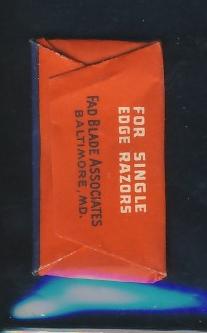 FOR SINGLE
EDGE RAZORS
FAD BLADE ASSOCIATES
BALTIMORE, MD.